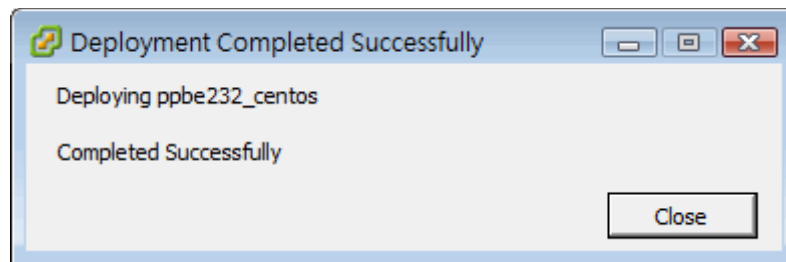 Deployment Completed Successfully
Deploying ppbe232_centos
Completed Successfully
Close